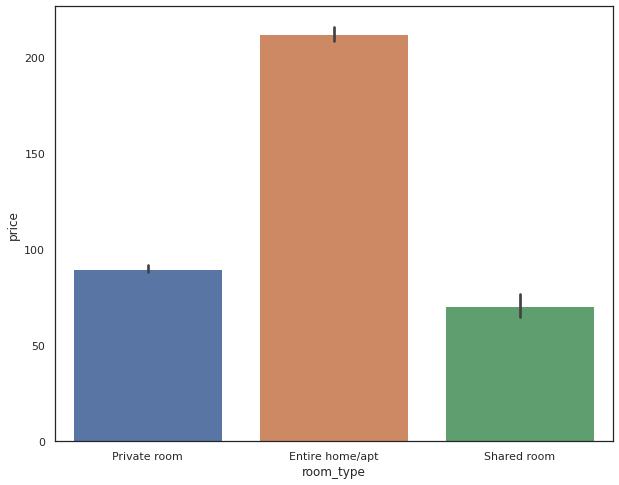 200
150
100
50
0
price
Private room
Entire home/apt
Shared room
room_type